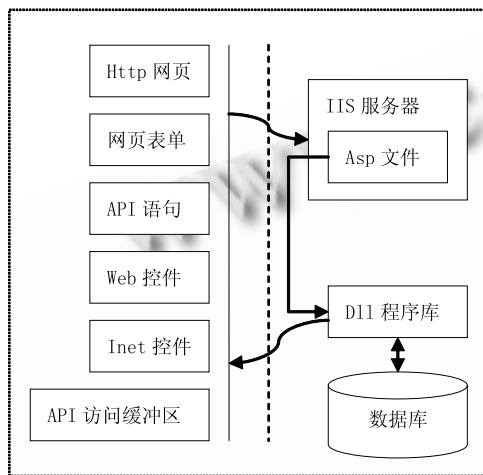 Http 网页
网页表单
API 语句
Web 控件
Inet 控件
API 访问缓冲区
IIS 服务器
Asp 文件
Dll 程序库
数据库